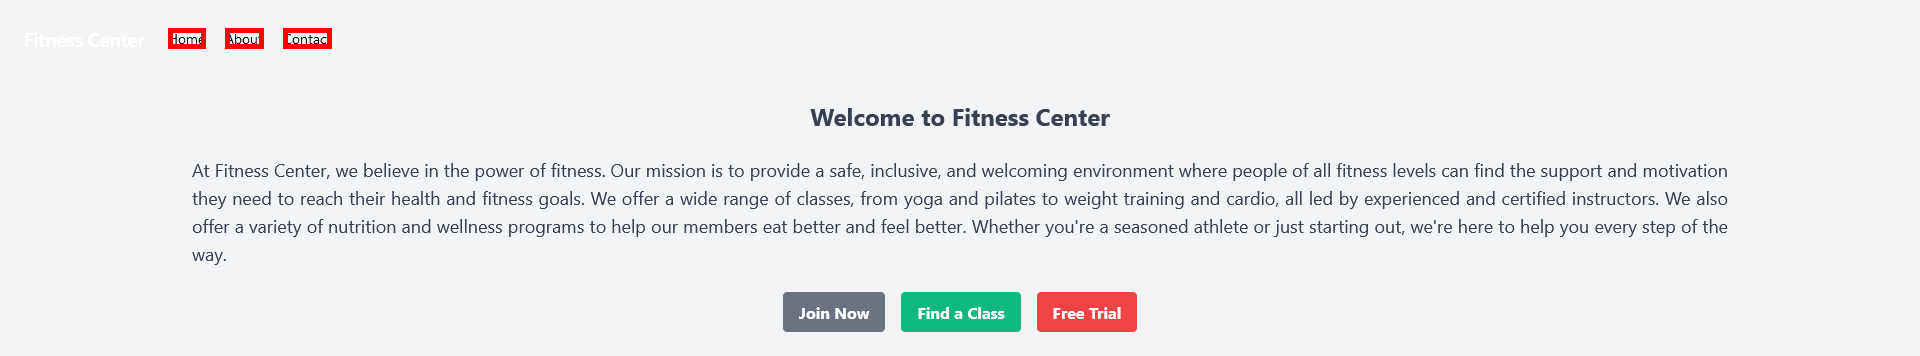 Fitness Center Home About Contact
Welcome to Fitness Center
At Fitness Center, we believe in the power of fitness. Our mission is to provide a safe, inclusive, and welcoming environment where people of all fitness levels can find the support and motivation
they need to reach their health and fitness goals. We offer a wide range of classes, from yoga and pilates to weight training and cardio, all led by experienced and certified instructors. We also
offer a variety of nutrition and wellness programs to help our members eat better and feel better. Whether you're a seasoned athlete or just starting out, we're here to help you every step of the
way.
Join Now Find a Class Free Trial